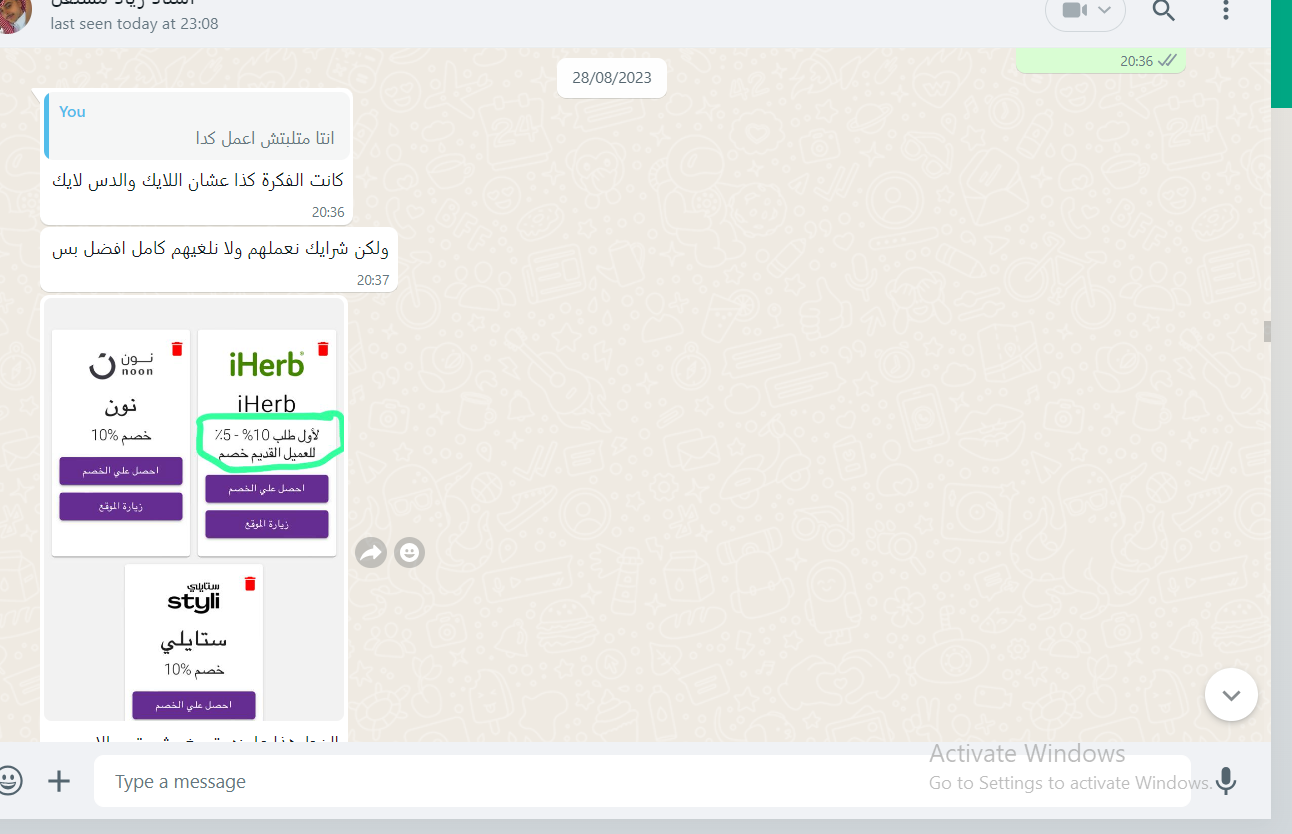 last seen today at 23:08
20:36
28/08/2023
You
انتا متلبتش اعمل كدا
كانت الفكرة كذا عشان اللايك والدس لايك
20:36
ولكن شرايك نعملهم ولا نلغيهم كامل افضل بس
20:37
iHerb
iHerb
لأول طلب 10% - 5٪
للعميل القديم خصم
احصل علي الخصم
زيارة الموقع
نــون
noon
نون
خصم 10%
احصل علي الخصم
زيارة الموقع
ستايلي
styli
ستايلي
خصم 10%
احصل علي الخصم
Activate Windows
Go to Settings to activate Windows.
Type a message